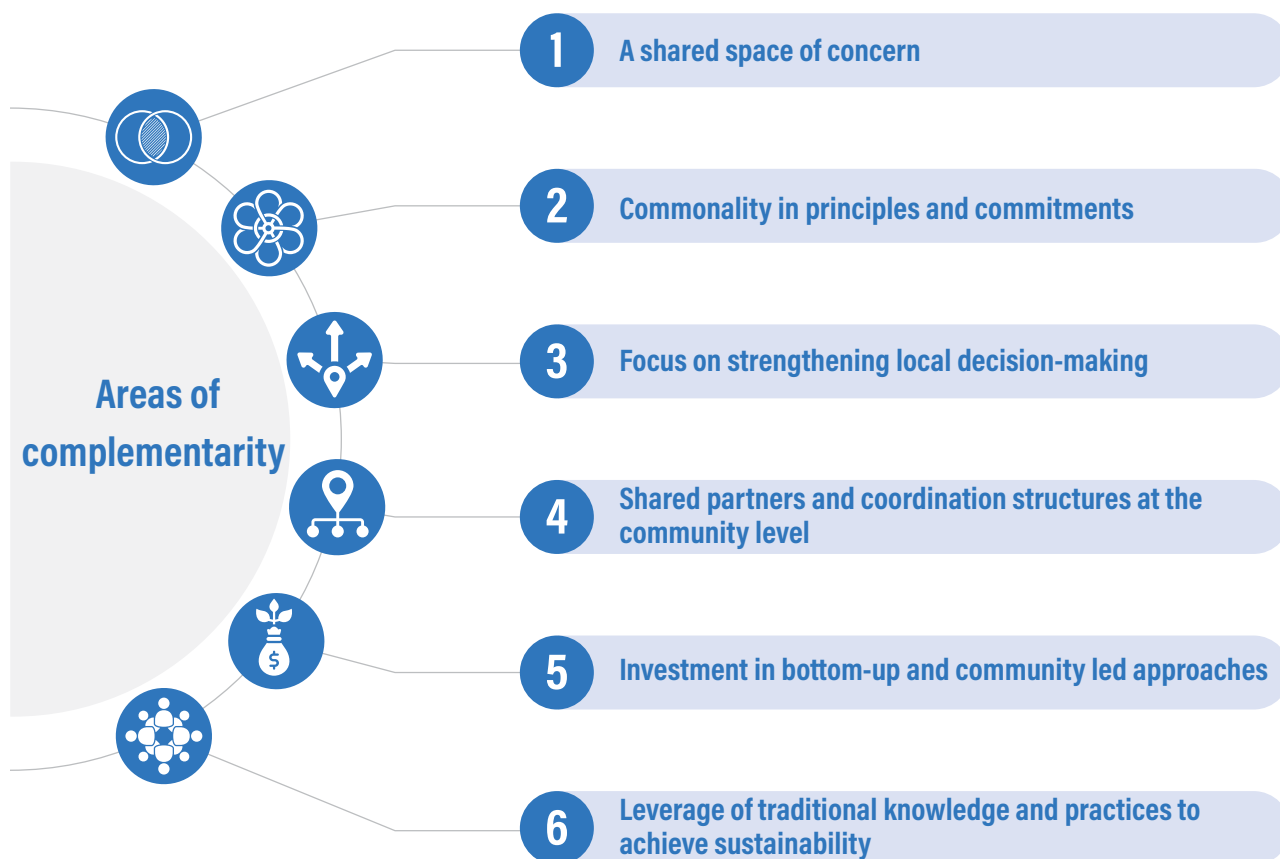 Areas of
complementarity
1
A shared space of concern
2
Commonality in principles and commitments
3
Focus on strengthening local decision-making
4
Shared partners and coordination structures at the
community level
5
Investment in bottom-up and community led approaches
$
6
Leverage of traditional knowledge and practices to
achieve sustainability